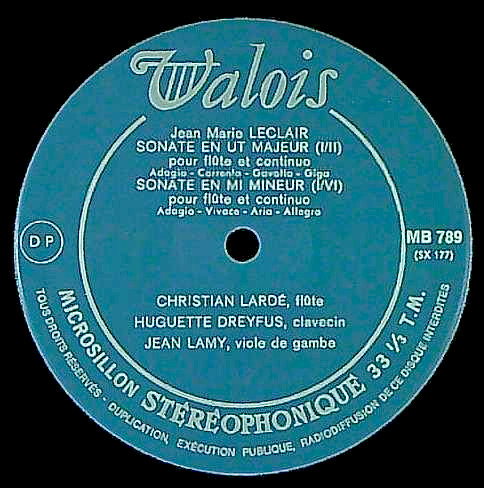 Valois
Jean Marie LECLAIR
SONATE EN UT MAJEUR (I/II)
pour flûte et continuo
Adagio - Corrente - Gavotta - Giga
SONATE EN MI MINEUR (I/VI)
pour flûte et continuo
Adagio - Vivace - Aria - Allegro
D P
MB 789
(SX 177)
CHRISTIAN LARDÉ, flûte
HUGUETTE DREYFUS, clavecin
JEAN LAMY, viole de gambe
MICROSILLON STÉRÉOPHONIQUE 33 1/3 T.M.
TOUS DROITS RÉSERVÉS - DUPLICATION, EXÉCUTION PUBLIQUE, RADIODIFFUSION DE CE DISQUE INTERDITES